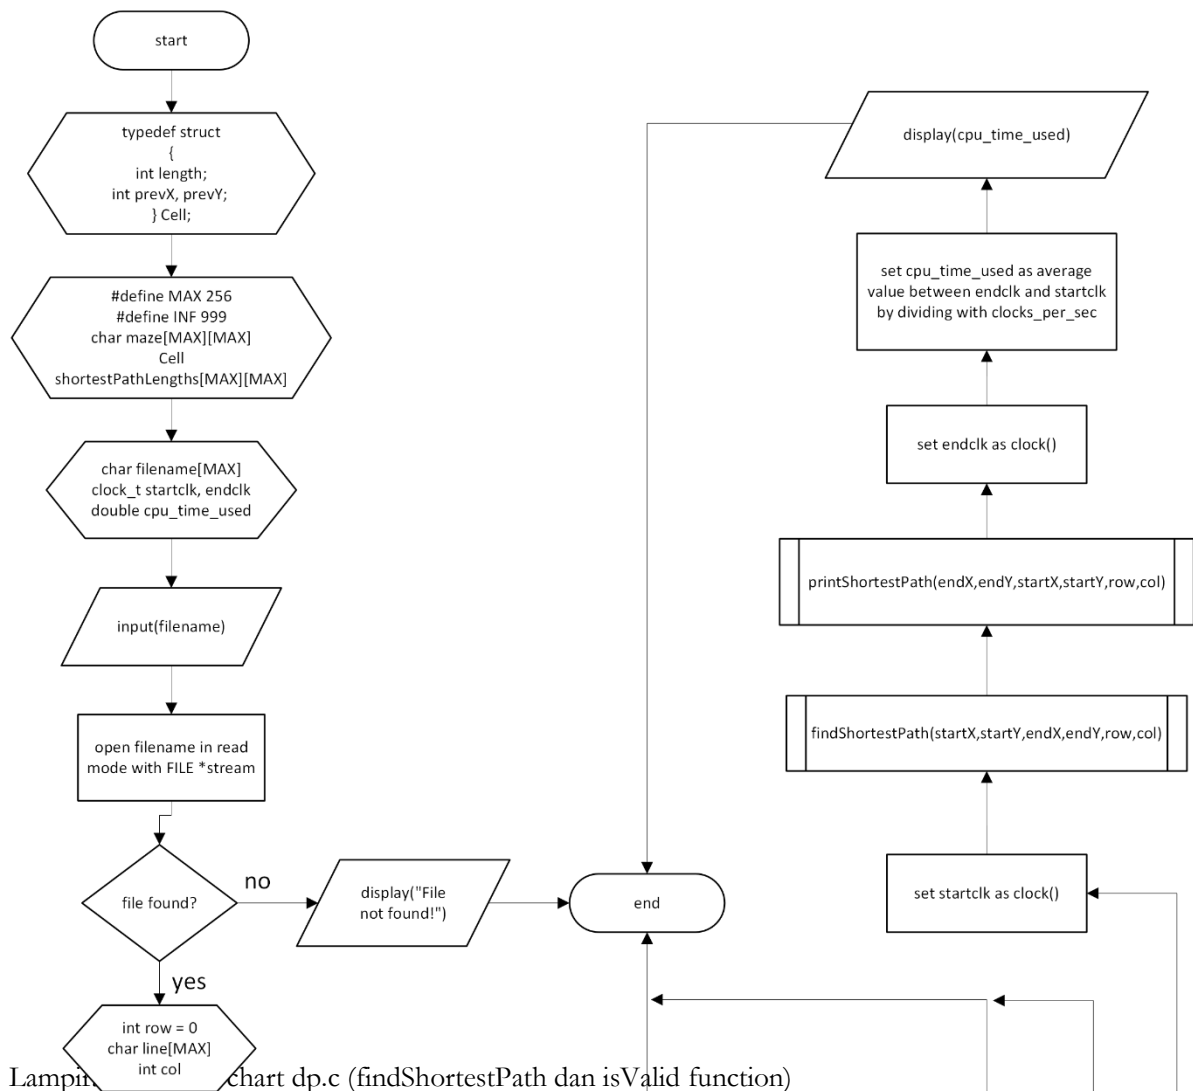 start
typedef struct
{
int length;
int prevX, prevY;
} Cell;
#define MAX 256
#define INF 999
char maze[MAX][MAX]
Cell
shortestPathLengths[MAX][MAX]
char filename[MAX]
clock_t startclk, endclk
double cpu_time_used
input(filename)
open filename in read
mode with FILE *stream
file found?
no
display("File
not found!")
end
yes
int row = 0
char line[MAX]
int col
display(cpu_time_used)
set cpu_time_used as average
value between endclk and startclk
by dividing with clocks_per_sec
set endclk as clock()
printShortestPath(endX,endY,startX,startY,row,col)
findShortestPath(startX,startY,endX,endY,row,col)
set startclk as clock()
chart dp.c (findShortestPath dan isValid function)